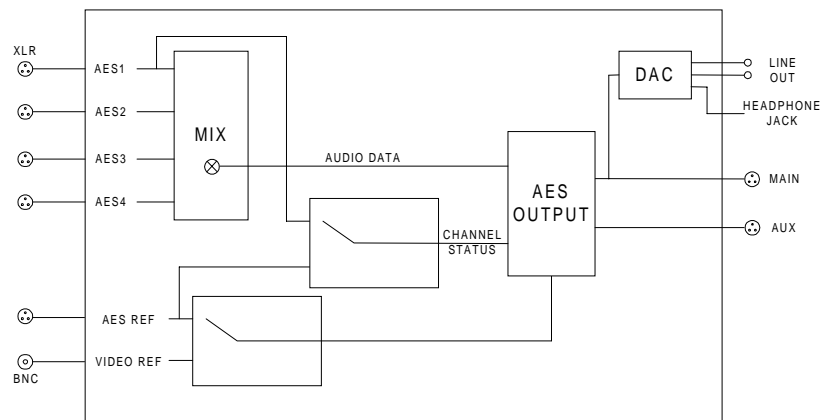 XLR
AES1
AES2
AES3
AES4
MIX
AUDIO DATA
DAC
LINE
OUT
HEADPHONE
JACK
AES
OUTPUT
MAIN
AUX
CHANNEL
STATUS
AES REF
VIDEO REF
BNC